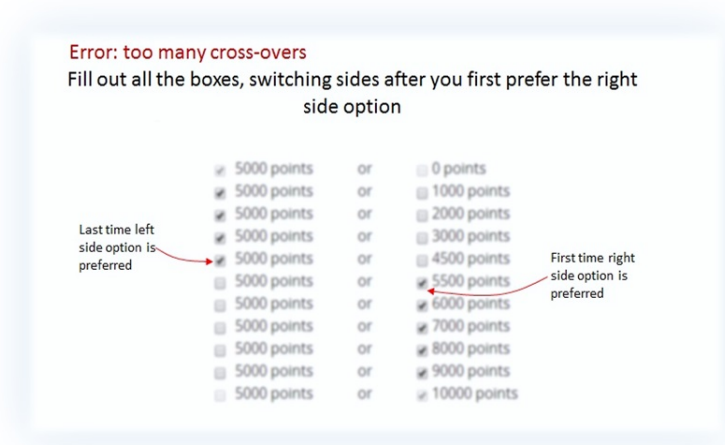 Error: too many cross-overs
Fill out all the boxes, switching sides after you first prefer the right
side option
5000 points or 0 points
5000 points or 1000 points
5000 points or 2000 points
5000 points or 3000 points
5000 points or 4500 points
5000 points or 5500 points
5000 points or 6000 points
5000 points or 7000 points
5000 points or 8000 points
5000 points or 9000 points
5000 points or 10000 points
Last time left
side option is
preferred
First time right
side option is
preferred